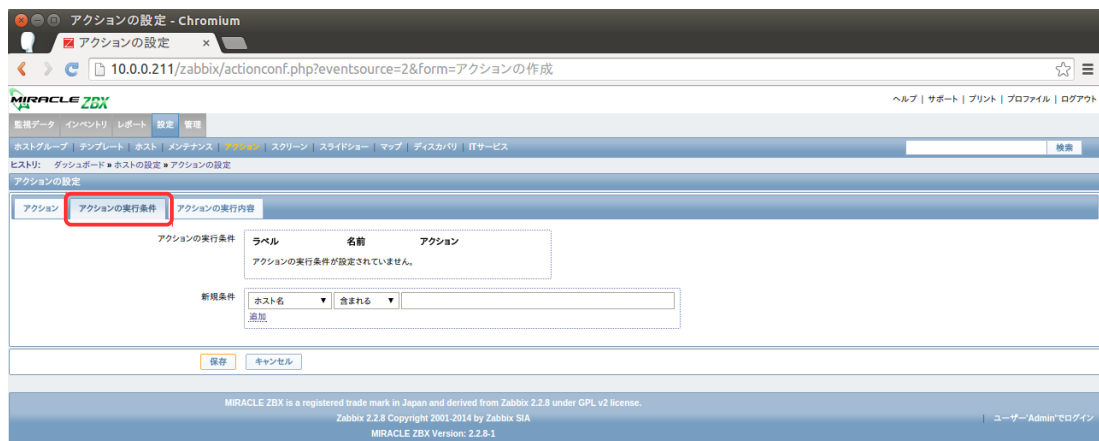 アクションの設定 - Chromium
アクションの設定 ×
10.0.0.211/zabbix/actionconf.php?eventsource=2&form=アクションの作成
MIRACLE ZBX
ヘルプ | サポート | プリント | プロファイル | ログアウト
監視データ インベントリ レポート 設定 管理
ホストグループ | テンプレート | ホスト | メンテナンス | アクション | スクリーン | スライドショー | マップ | ディスカバリ | ITサービス 検索
ヒストリ: ダッシュボード » ホストの設定 » アクションの設定
アクションの設定
アクション アクションの実行条件 アクションの実行内容
アクションの実行条件 ラベル 名前 アクション
アクションの実行条件が設定されていません。
新規条件 ホスト名 ▼ 含まれる ▼
追加
保存 キャンセル
MIRACLE ZBX is a registered trade mark in Japan and derived from Zabbix 2.2.8 under GPL v2 license.
Zabbix 2.2.8 Copyright 2001-2014 by Zabbix SIA | ユーザー'Admin'でログイン
MIRACLE ZBX Version: 2.2.8-1